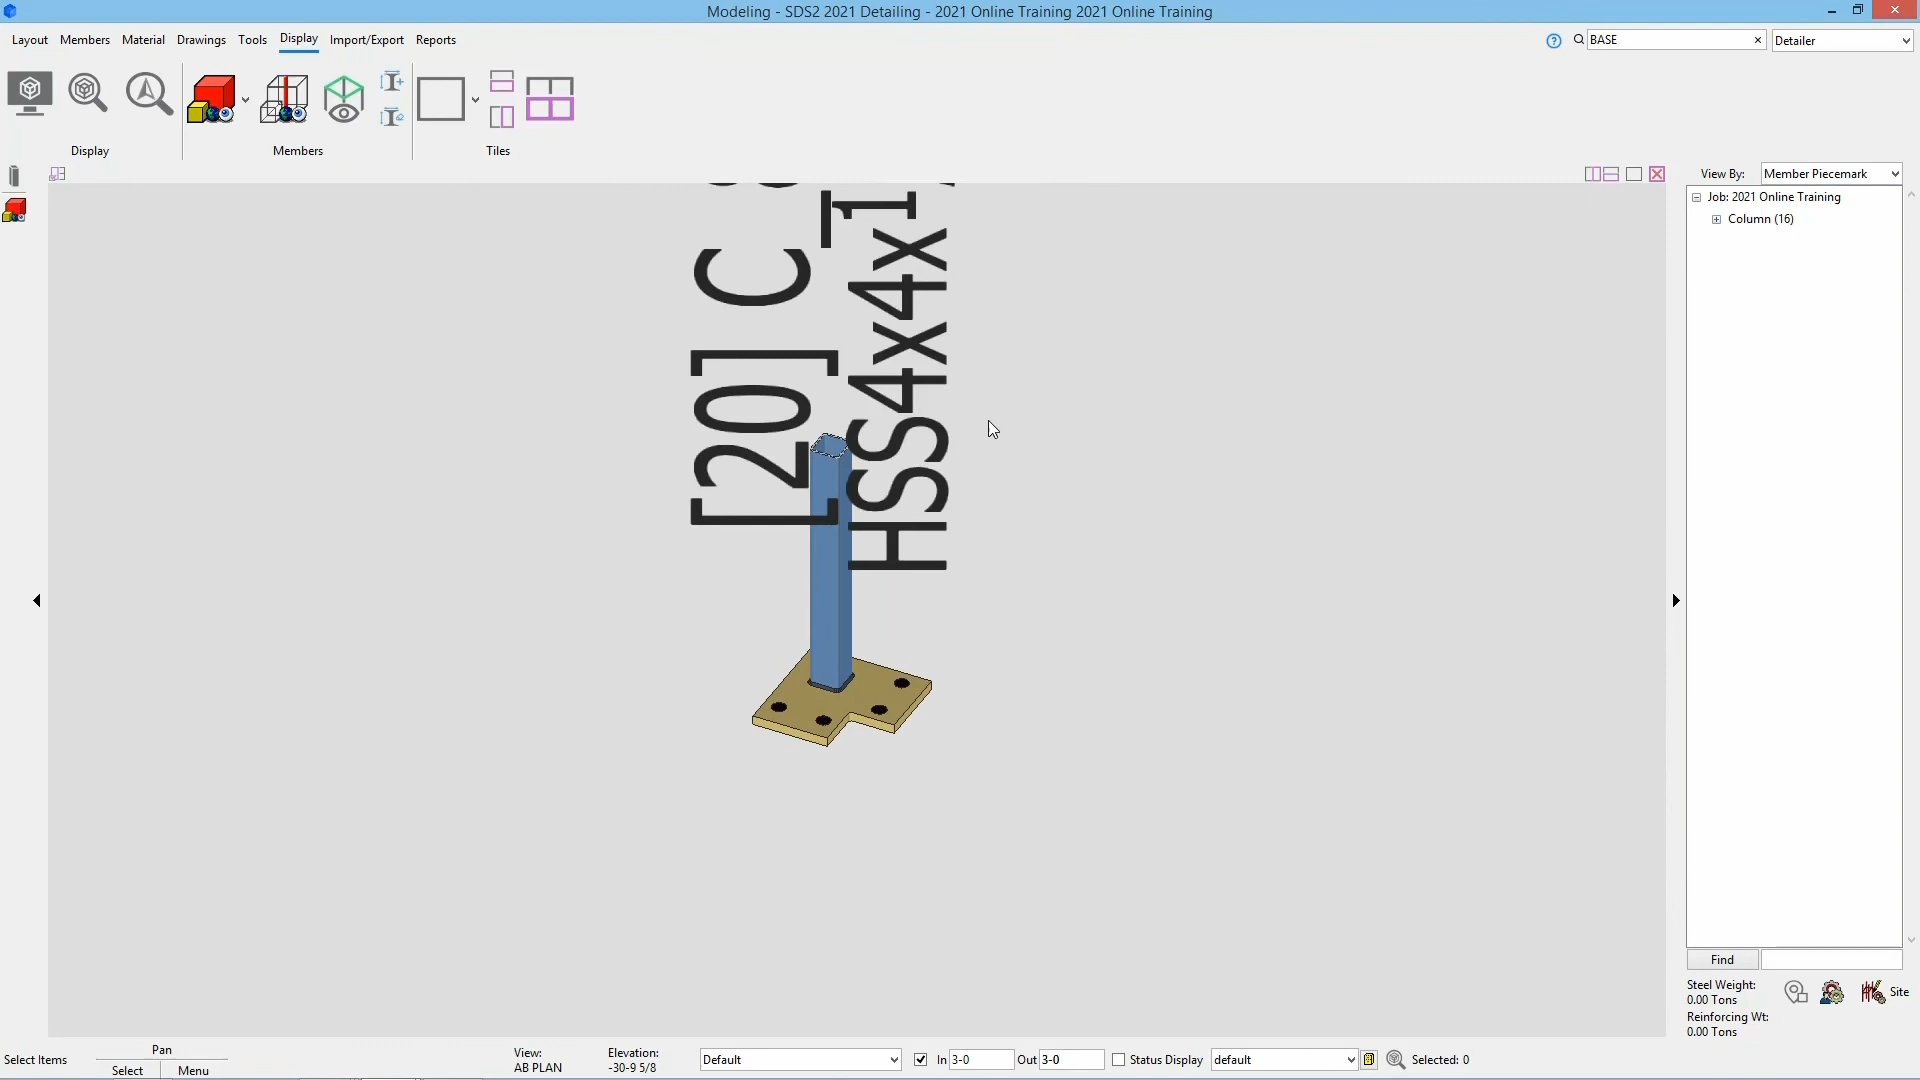 Modeling - SDS2 2021 Detailing - 2021 Online Training 2021 Online Training
Layout Members Material Drawings Tools Display Import/Export Reports
BASE
Detailer
Display
Members
Tiles
View By:
Member Piecemark
Job: 2021 Online Training
Column (16)
[20] C_
HSS4x4x1
Find
Steel Weight:
0.00 Tons
Reinforcing Wt:
0.00 Tons
Site
Select Items
Pan
Select
Menu
View:
AB PLAN
Elevation:
-30-9 5/8
Default
In 3-0
Out 3-0
Status Display
default
Selected: 0